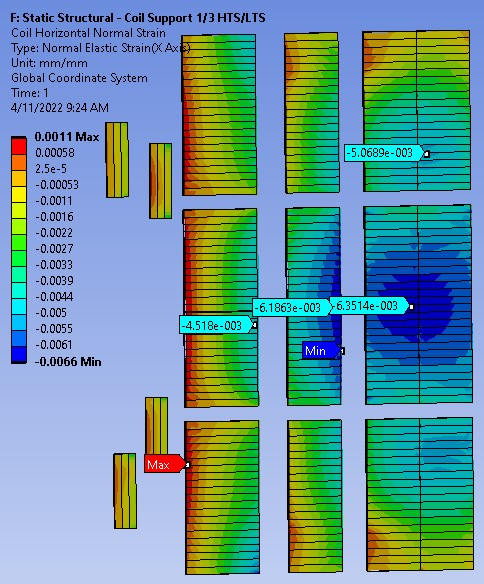 F: Static Structural - Coil Support 1/3 HTS/LTS
Coil Horizontal Normal Strain
Type: Normal Elastic Strain(X Axis)
Unit: mm/mm
Global Coordinate System
Time: 1
4/11/2022 9:24 AM
0.0011 Max
0.00058
2.5e-5
-0.00053
-0.0011
-0.0016
-0.0022
-0.0027
-0.0033
-0.0039
-0.0044
-0.005
-0.0055
-0.0061
-0.0066 Min
-5.0689e-003
-6.1863e-003
-6.3514e-003
-4.518e-003
Min
Max